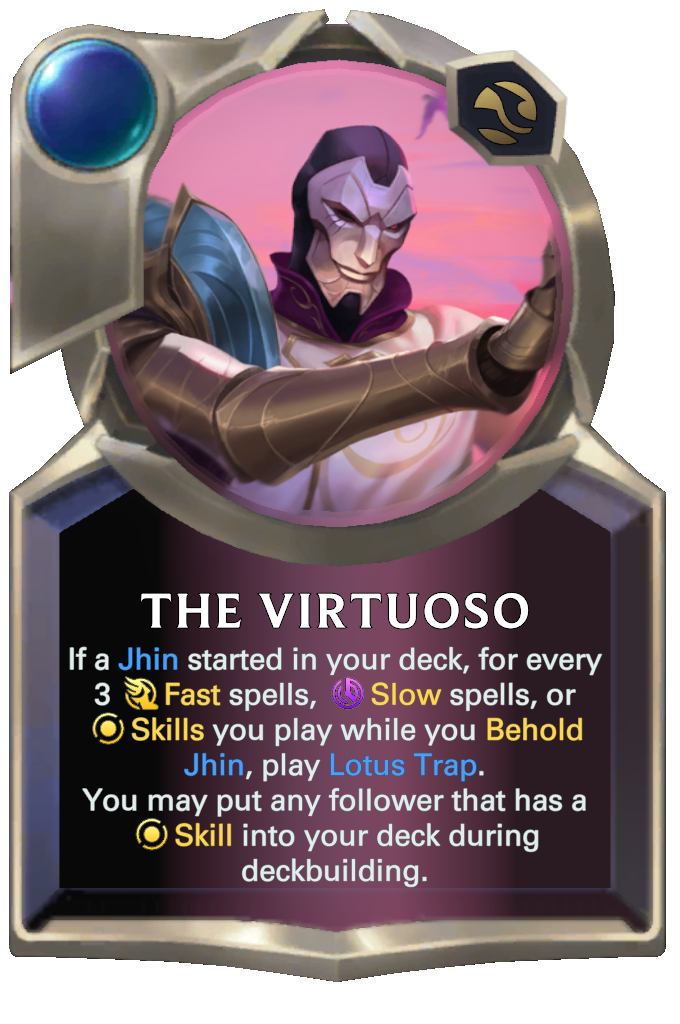 THE VIRTUOSO
If a Jhin started in your deck, for every
3 Fast spells, Slow spells, or
Skills you play while you Behold
Jhin, play Lotus Trap.
You may put any follower that has a
Skill into your deck during
deckbuilding.